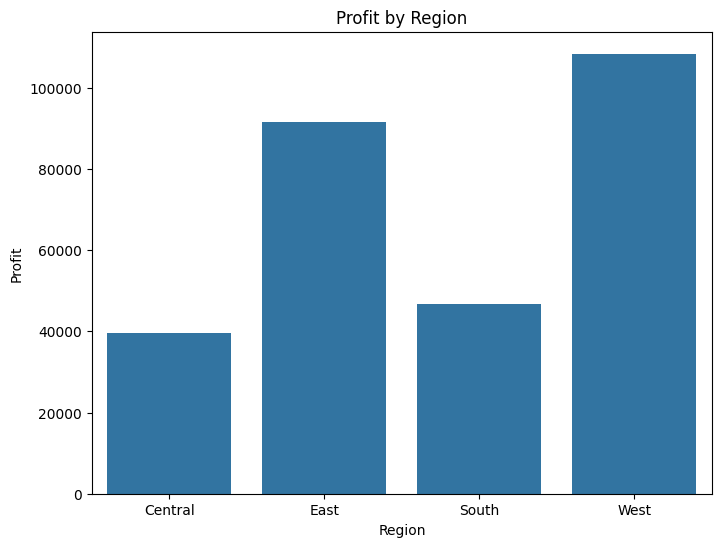 Profit by Region
100000
80000
60000
40000
20000
0
Profit
Central East South West
Region